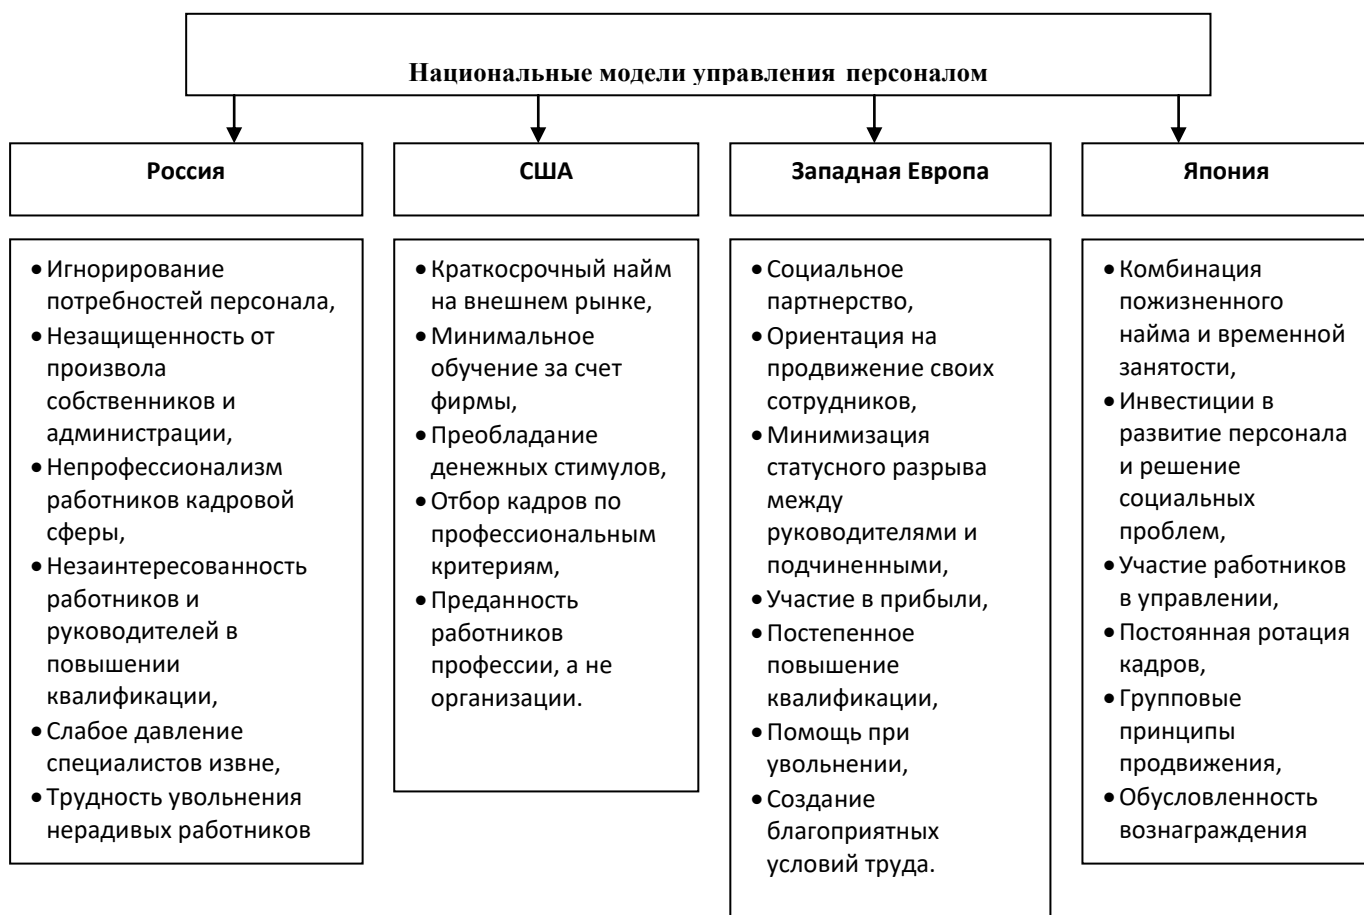 Национальные модели управления персоналом
Россия
США
Западная Европа
Япония
• Игнорирование
потребностей персонала,
• Незащищенность от
произвола
собственников и
администрации,
• Непрофессионализм
работников кадровой
сферы,
• Незаинтересованность
работников и
руководителей в
повышении
квалификации,
• Слабое давление
специалистов извне,
• Трудность увольнения
нерадивых работников
• Краткосрочный найм
на внешнем рынке,
• Минимальное
обучение за счет
фирмы,
• Преобладание
денежных стимулов,
• Отбор кадров по
профессиональным
критериям,
• Преданность
работников
профессии, а не
организации.
• Социальное
партнерство,
• Ориентация на
продвижение своих
сотрудников,
• Минимизация
статусного разрыва
между
руководителями и
подчиненными,
• Участие в прибыли,
• Постепенное
повышение
квалификации,
• Помощь при
увольнении,
• Создание
благоприятных
условий труда.
• Комбинация
пожизненного
найма и временной
занятости,
• Инвестиции в
развитие персонала
и решение
социальных
проблем,
• Участие работников
в управлении,
• Постоянная ротация
кадров,
• Групповые
принципы
продвижения,
• Обусловленность
вознаграждения